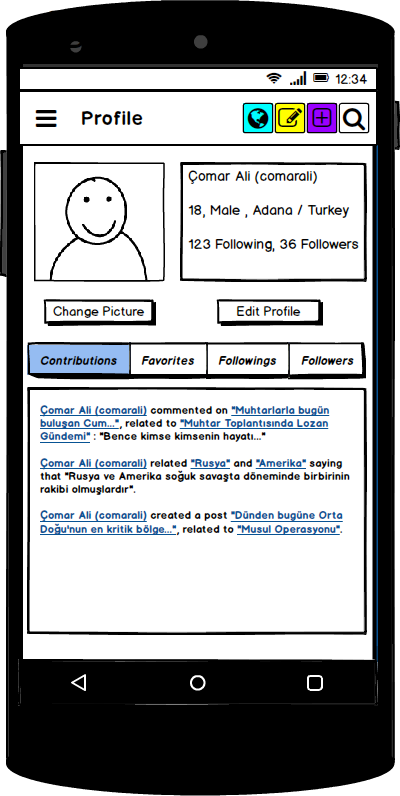 12:34
Profile
Çomar Ali (comarali)
18, Male , Adana / Turkey
123 Following, 36 Followers
Change Picture
Edit Profile
Contributions
Favorites
Followings
Followers
Çomar Ali (comarali) commented on "Muhtarlarla bugün
buluşan Cum...", related to "Muhtar Toplantısında Lozan
Gündemi" : "Bence kimse kimsenin hayatı..."
Çomar Ali (comarali) related "Rusya" and "Amerika" saying
that "Rusya ve Amerika soğuk savaşta döneminde birbirinin
rakibi olmuşlardır".
Çomar Ali (comarali) created a post "Dünden bugüne Orta
Doğu'nun en kritik bölge...", related to "Musul Operasyonu".